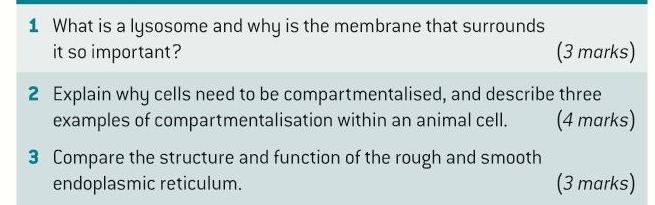 1 What is a lysosome and why is the membrane that surrounds
it so important? (3 marks)
2 Explain why cells need to be compartmentalised, and describe three
examples of compartmentalisation within an animal cell. (4 marks)
3 Compare the structure and function of the rough and smooth
endoplasmic reticulum. (3 marks)